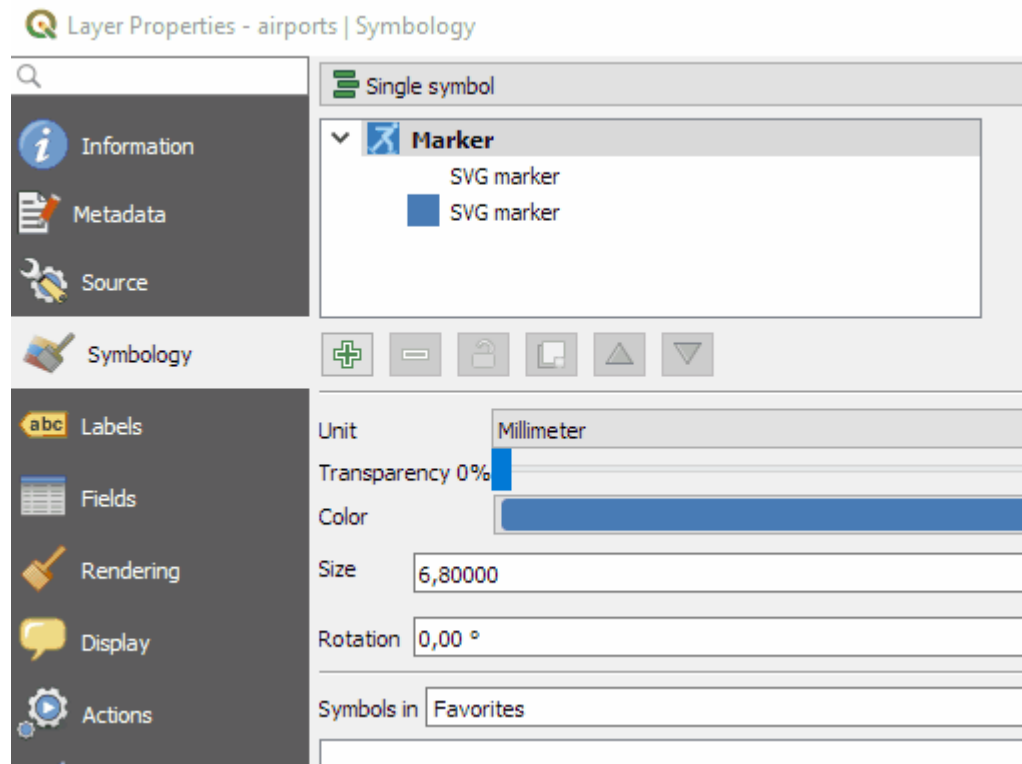 Layer Properties - airports | Symbology
Single symbol
Information
Metadata
Source
Symbology
abc Labels
Fields
Rendering
Display
Actions
Marker
SVG marker
SVG marker
Unit Millimeter
Transparency 0%
Color
Size 6,80000
Rotation 0,00 °
Symbols in Favorites